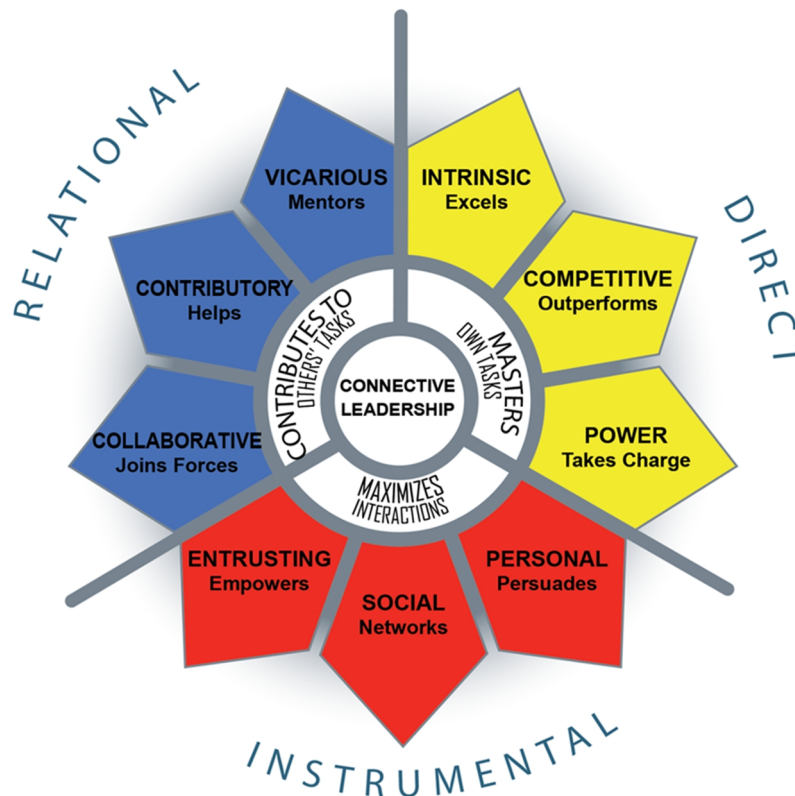 RELATIONAL
DIRECT
INSTRUMENTAL
VICARIOUS
Mentors
INTRINSIC
Excels
CONTRIBUTORY
Helps
COMPETITIVE
Outperforms
COLLABORATIVE
Joins Forces
POWER
Takes Charge
ENTRUSTING
Empowers
SOCIAL
Networks
PERSONAL
Persuades
CONTRIBUTES TO
OTHERS' TASKS
MASTERS
OWN TASKS
MAXIMIZES
INTERACTIONS
CONNECTIVE
LEADERSHIP